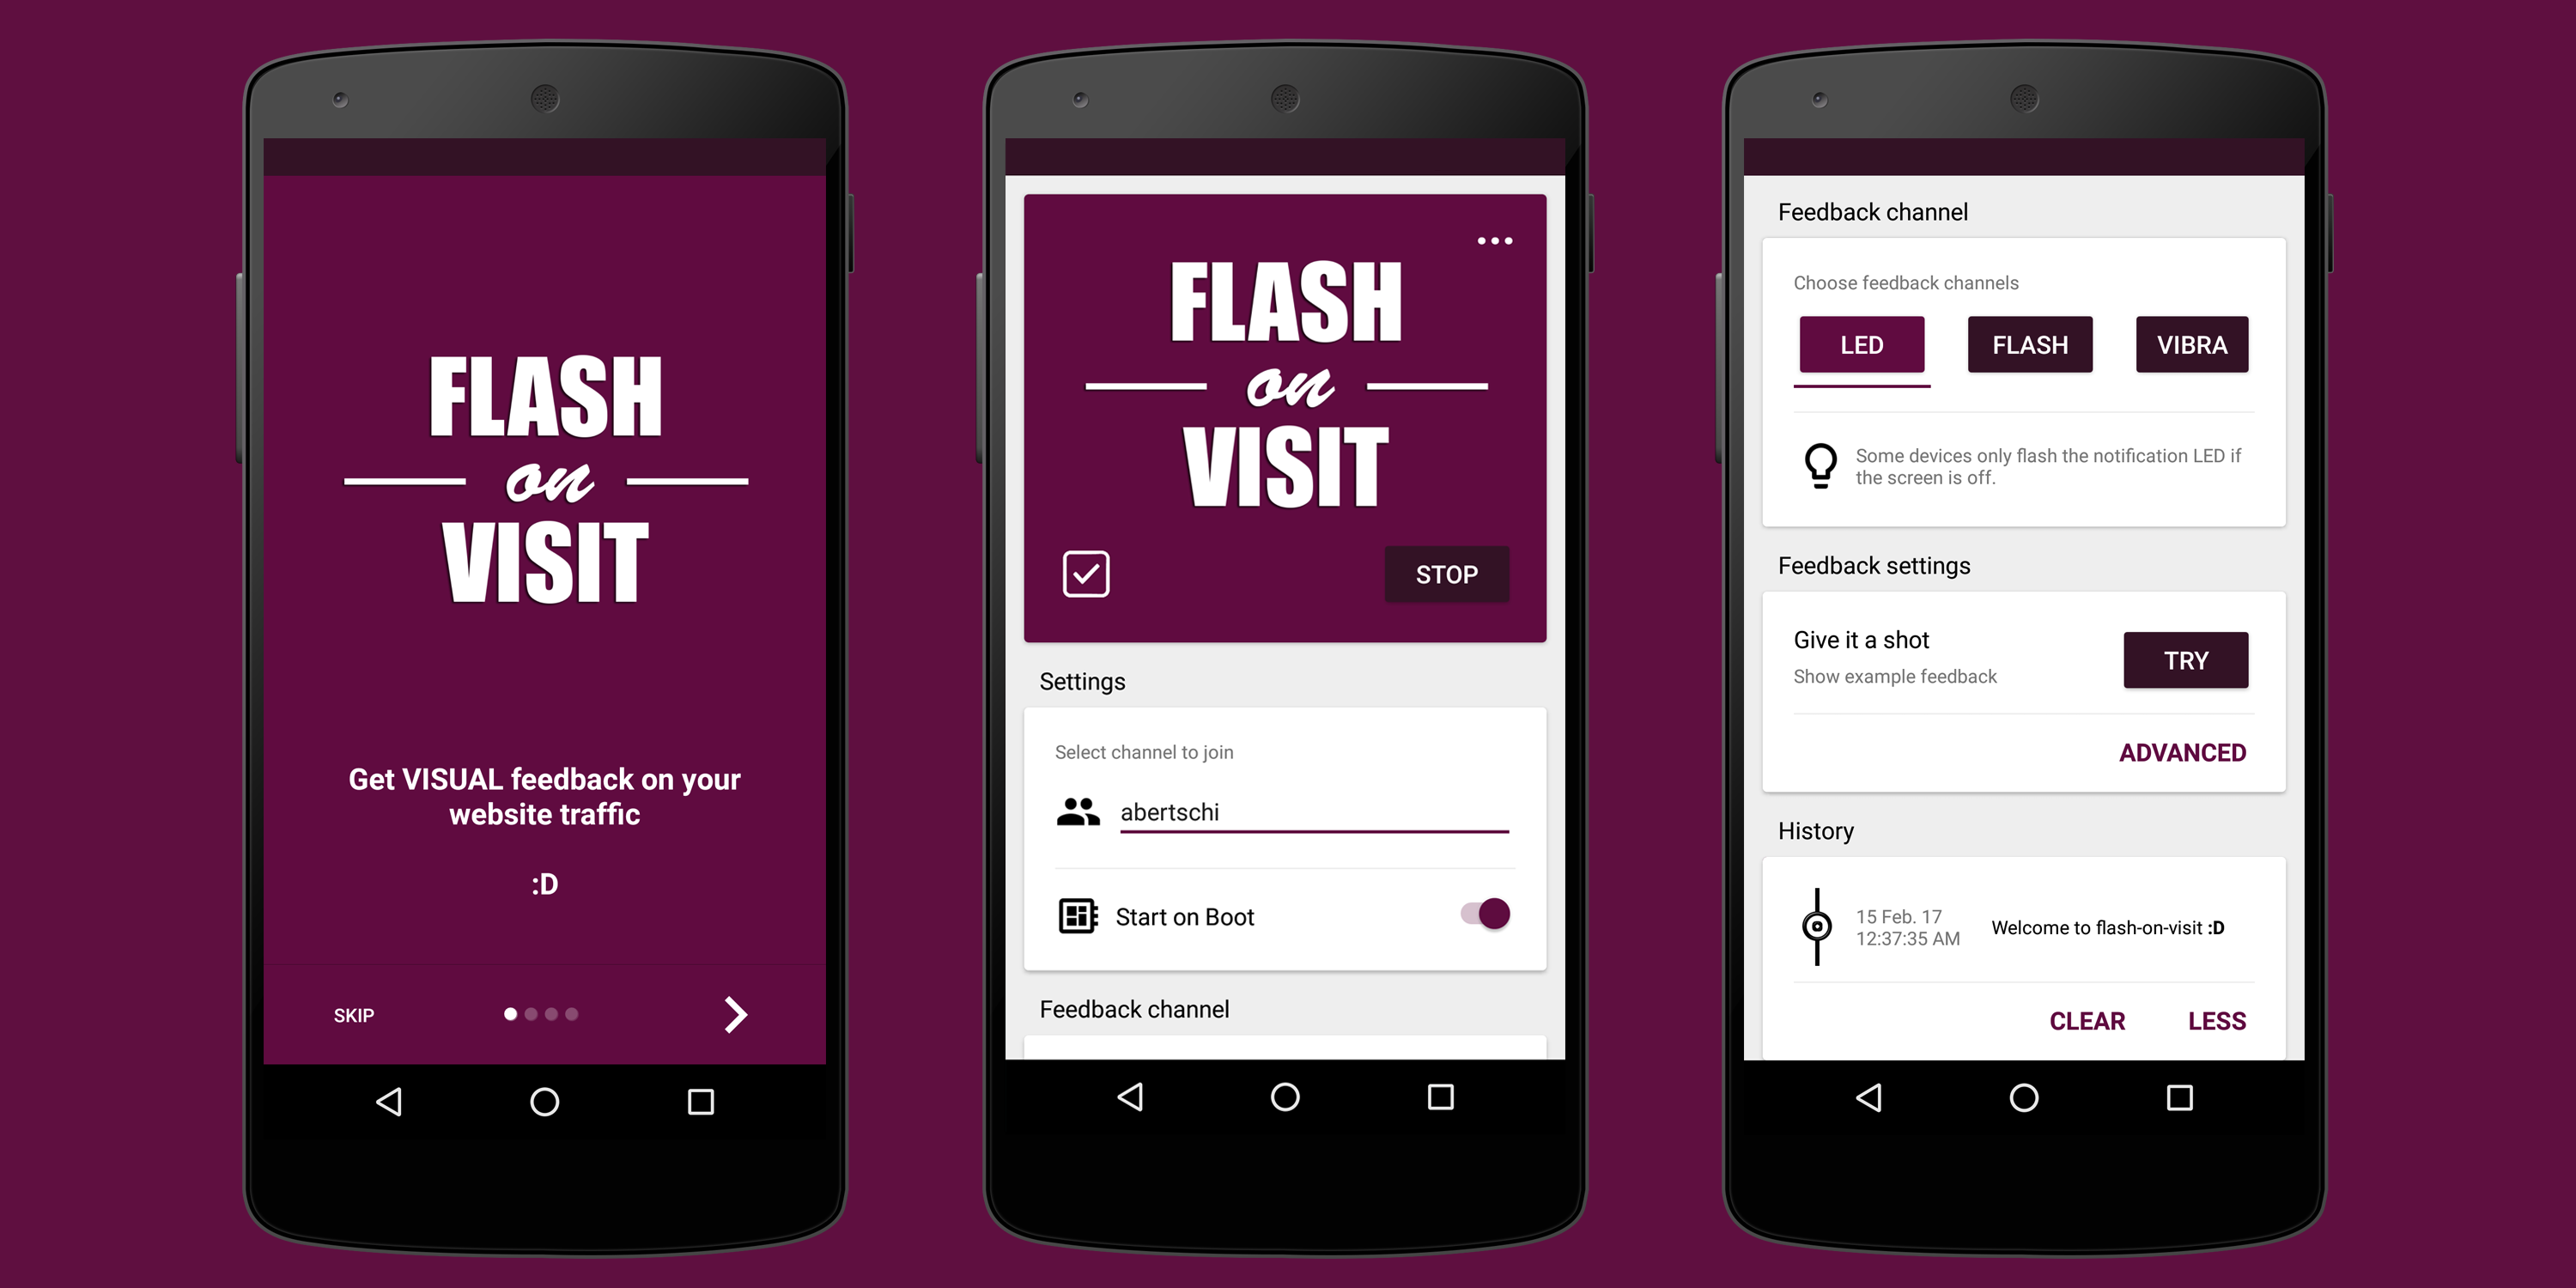 FLASH
on
VISIT
Get VISUAL feedback on your
website traffic
:D
SKIP
FLASH
on
VISIT
STOP
Settings
Select channel to join
abertschi
Start on Boot
Feedback channel
Feedback channel
Choose feedback channels
LED FLASH VIBRA
Some devices only flash the notification LED if
the screen is off.
Feedback settings
Give it a shot
TRY
Show example feedback
ADVANCED
History
15 Feb. 17
12:37:35 AM
Welcome to flash-on-visit :D
CLEAR LESS